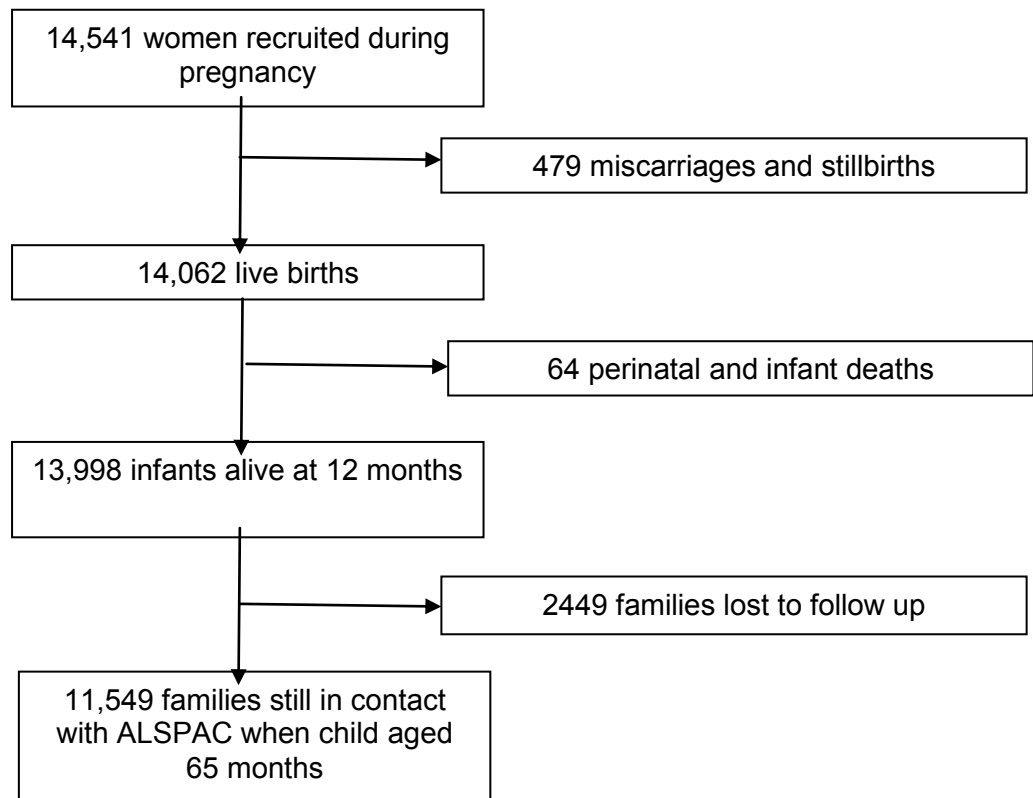 14,541 women recruited during
pregnancy
479 miscarriages and stillbirths
14,062 live births
64 perinatal and infant deaths
13,998 infants alive at 12 months
2449 families lost to follow up
11,549 families still in contact
with ALSPAC when child aged
65 months